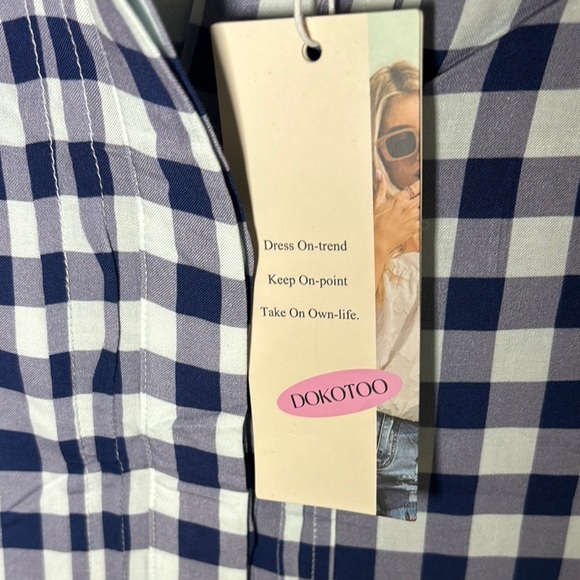 Dress On-trend
Keep On-point
Take On Own-life.
DOKOTOO